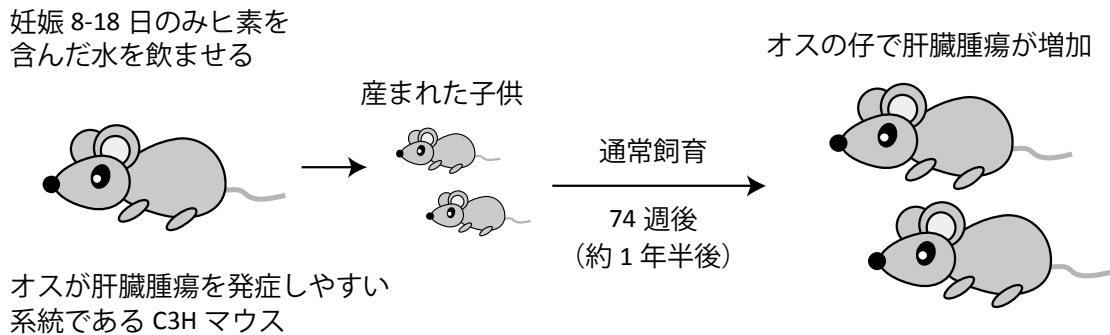 妊娠 8-18 日のみヒ素を
含んだ水を飲ませる
産まれた子供
通常飼育
74 週後
（約 1 年半後）
オスの仔で肝臓腫瘍が増加
オスが肝臓腫瘍を発症しやすい
系統である C3H マウス